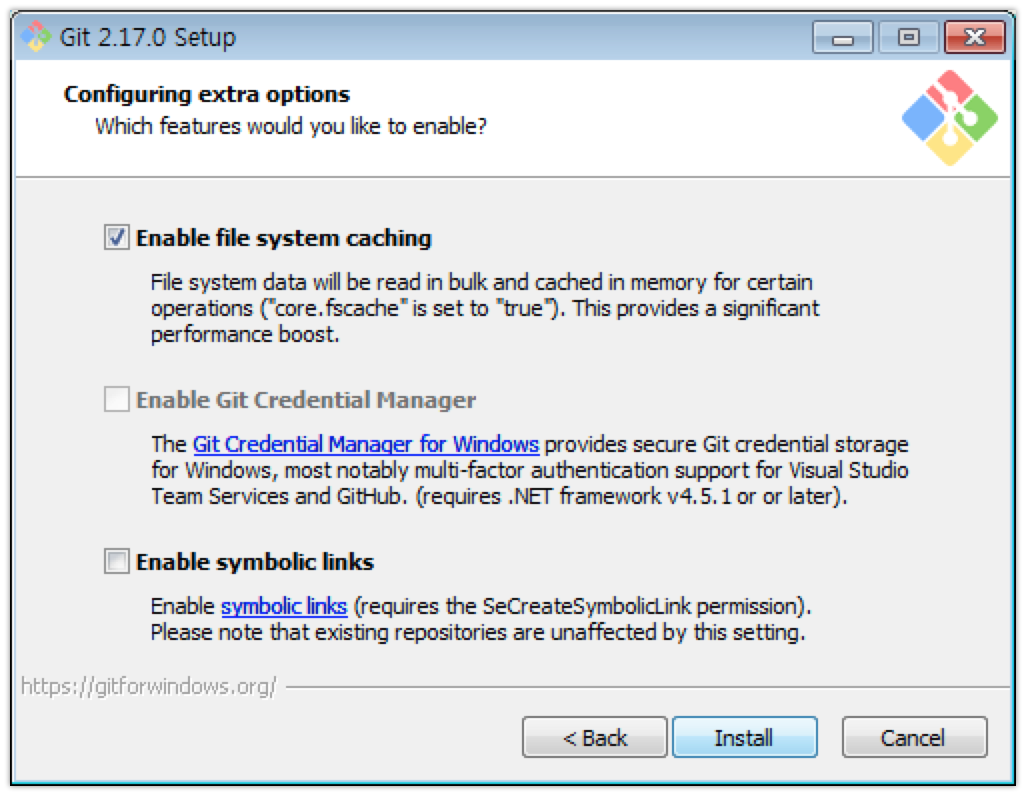 Git 2.17.0 Setup
Configuring extra options
Which features would you like to enable?
Enable file system caching
File system data will be read in bulk and cached in memory for certain
operations ("core.fscache" is set to "true"). This provides a significant
performance boost.
Enable Git Credential Manager
The Git Credential Manager for Windows provides secure Git credential storage
for Windows, most notably multi-factor authentication support for Visual Studio
Team Services and GitHub. (requires .NET framework v4.5.1 or or later).
Enable symbolic links
Enable symbolic links (requires the SeCreateSymbolicLink permission).
Please note that existing repositories are unaffected by this setting.
https://gitforwindows.org/
< Back
Install
Cancel